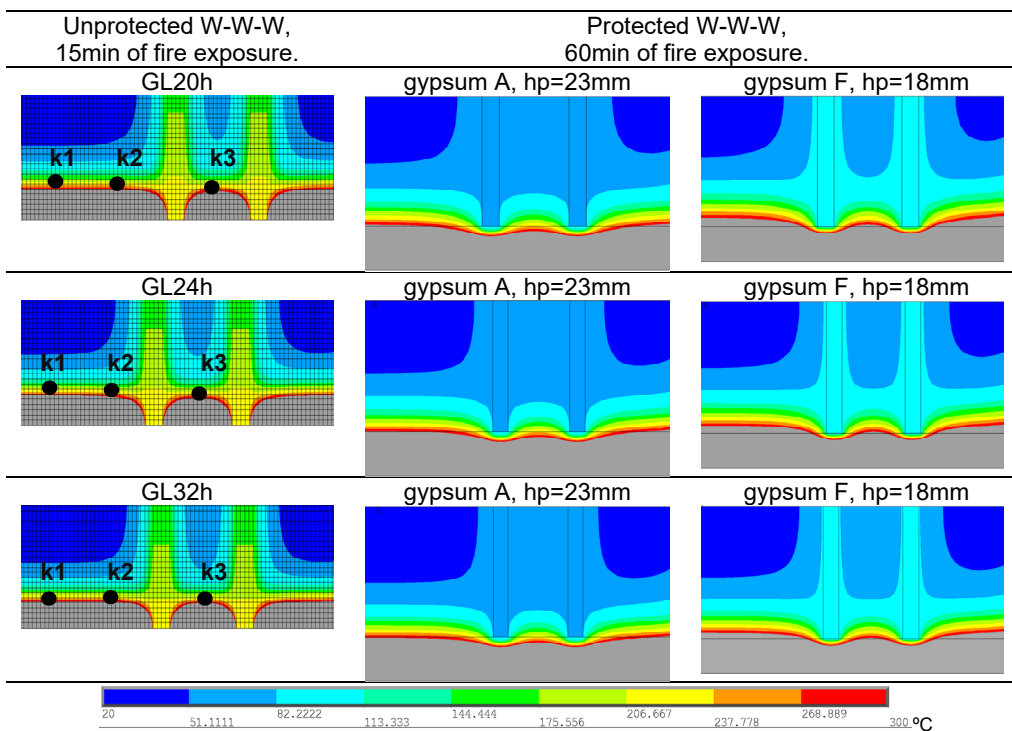 Unprotected W-W-W,
15min of fire exposure.
Protected W-W-W,
60min of fire exposure.
GL20h
gypsum A, hp=23mm
gypsum F, hp=18mm
k1
k2
k3
GL24h
gypsum A, hp=23mm
gypsum F, hp=18mm
k1
k2
k3
GL32h
gypsum A, hp=23mm
gypsum F, hp=18mm
k1
k2
k3
20
51.1111
82.2222
113.333
144.444
175.556
206.667
237.778
268.889
300
ºC